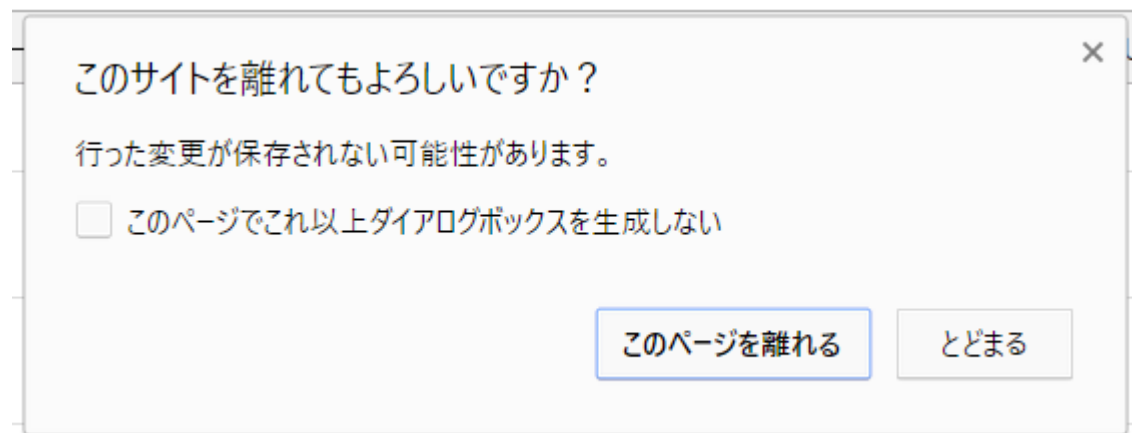 このサイトを離れてもよろしいですか？
行った変更が保存されない可能性があります。
このページでこれ以上ダイアログボックスを生成しない
このページを離れる
とどまる